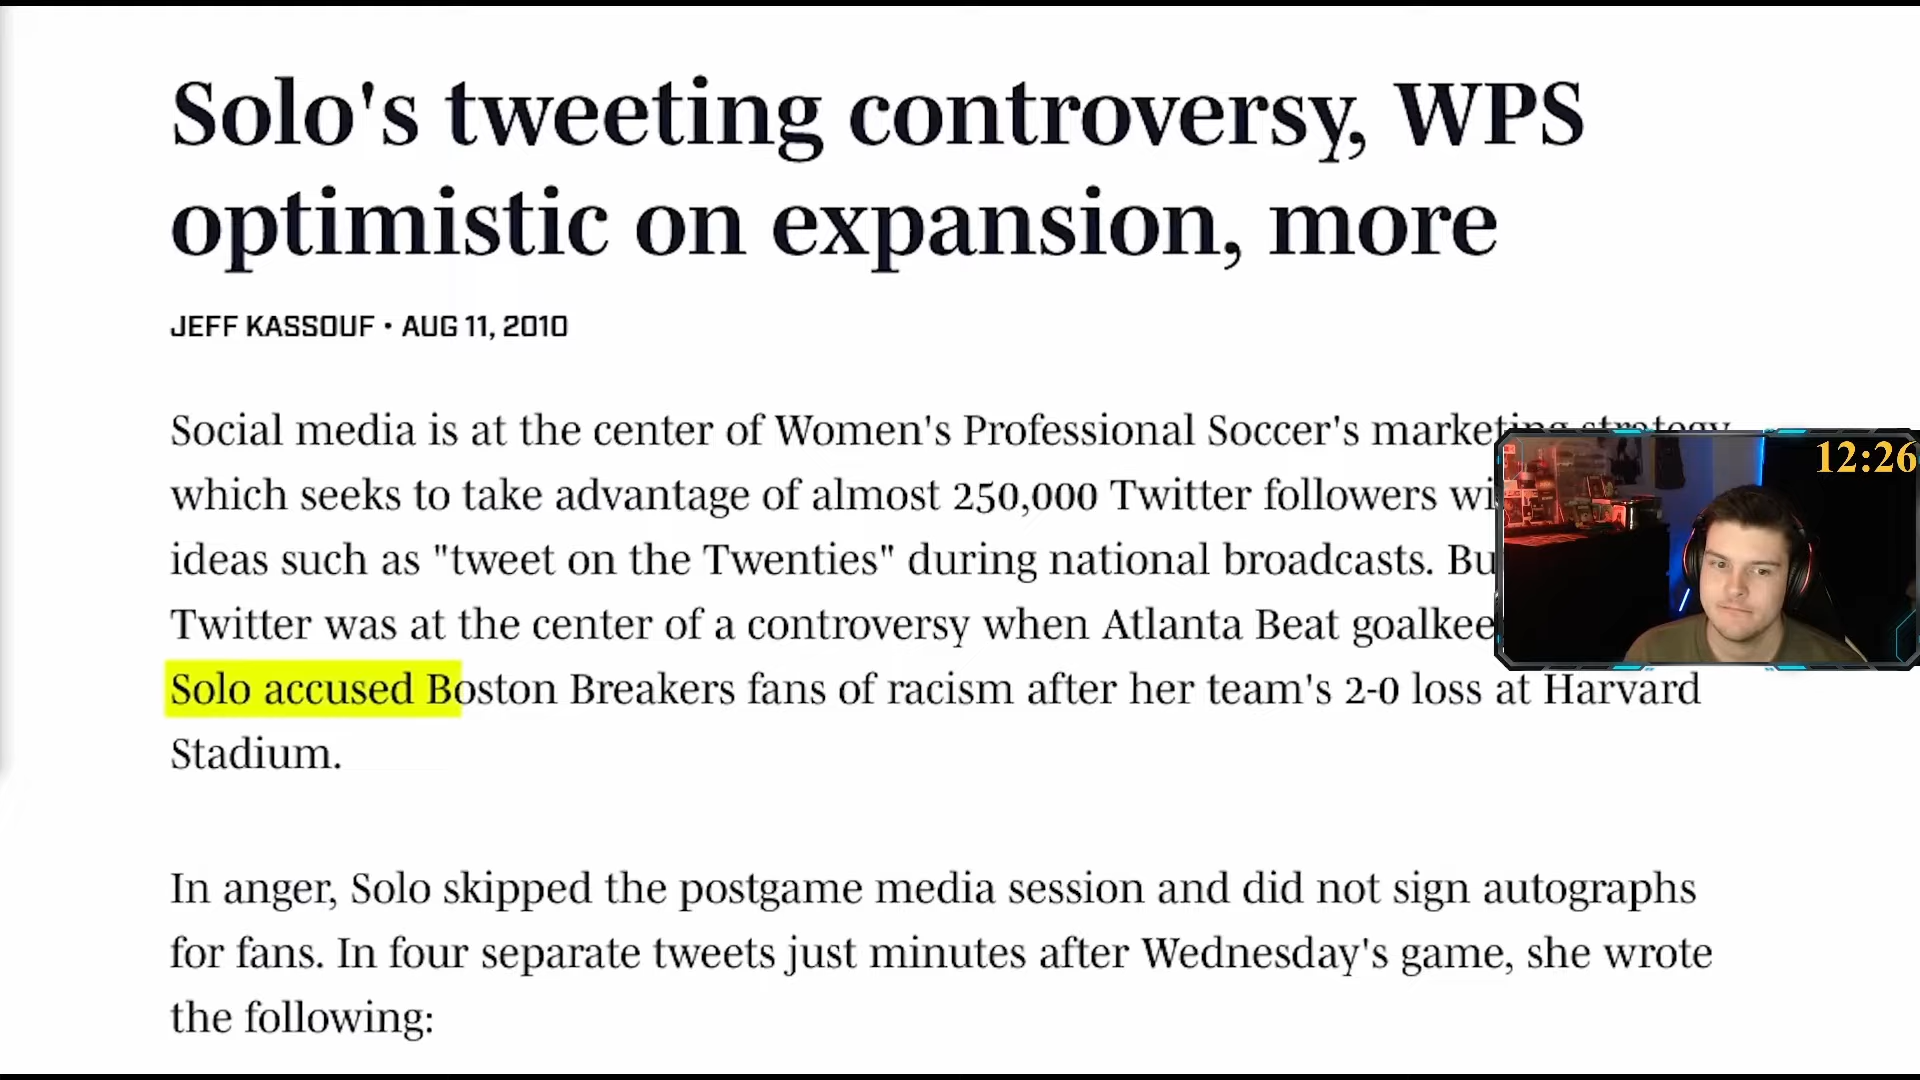 Solo's tweeting controversy, WPS
optimistic on expansion, more
JEFF KASSOUF • AUG 11, 2010
Social media is at the center of Women's Professional Soccer's marketing strategy
which seeks to take advantage of almost 250,000 Twitter followers
12:26
ideas such as "tweet on the Twenties" during national broadcasts.
Twitter was at the center of a controversy when Atlanta Beat
Solo accused Boston Breakers fans of racism after her team's 2-0 loss at Harvard
Stadium.
In anger, Solo skipped the postgame media session and did not sign autographs
for fans. In four separate tweets just minutes after Wednesday's game, she wrote
the following: